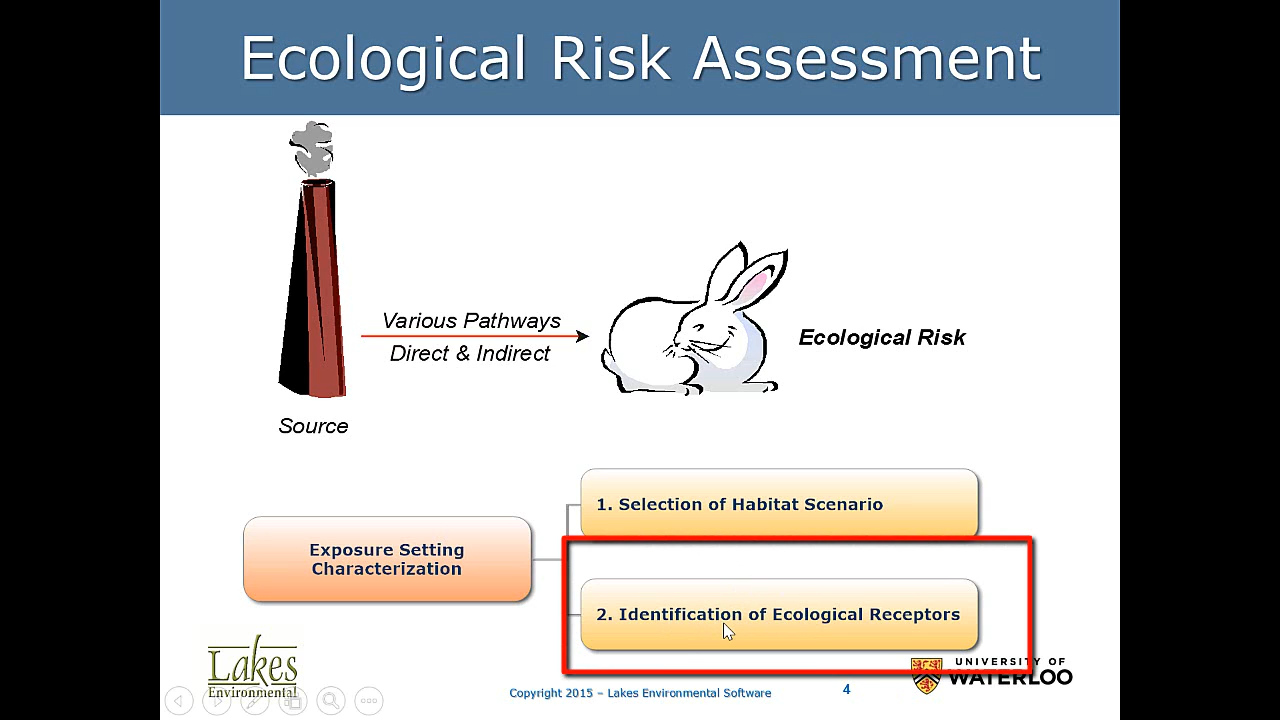 Ecological Risk Assessment
Various Pathways
Direct & Indirect
Ecological Risk
Source
1. Selection of Habitat Scenario
Exposure Setting
Characterization
2. Identification of Ecological Receptors
Lakes
Environmental
Copyright 2015 – Lakes Environmental Software
4
UNIVERSITY OF
WATERLOO